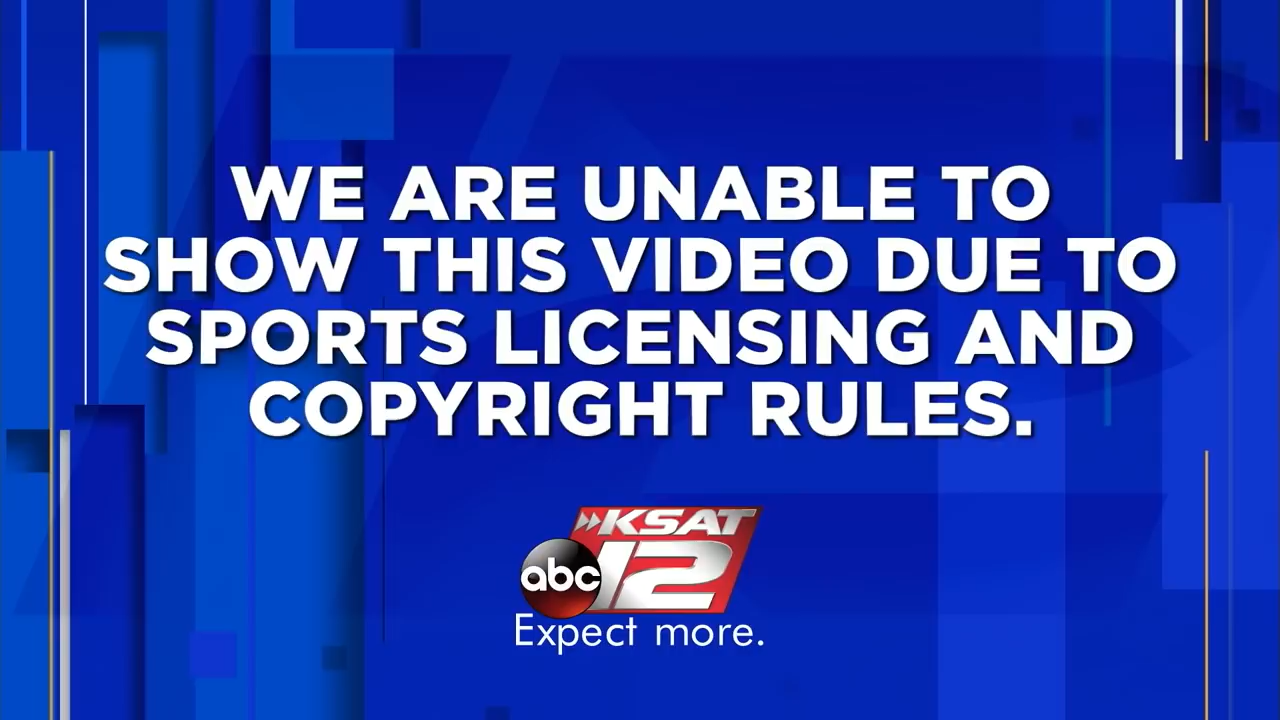 WE ARE UNABLE TO
SHOW THIS VIDEO DUE TO
SPORTS LICENSING AND
COPYRIGHT RULES.
KSAT
abc 12
Expect more.